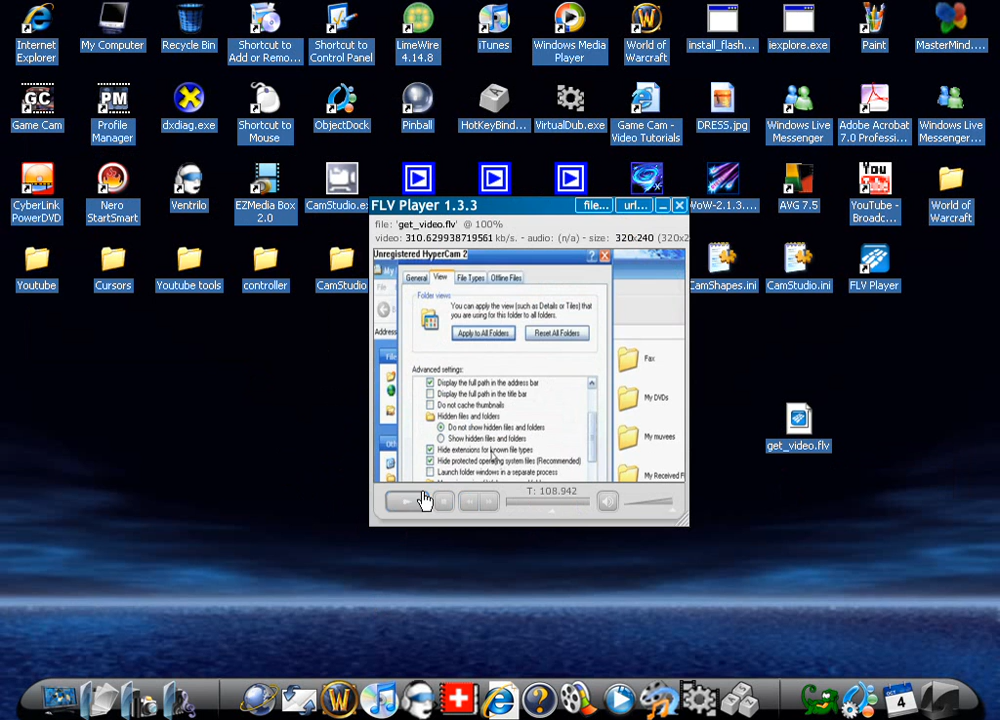 Internet
Explorer
My Computer
Recycle Bin
Shortcut to
Add or Remo...
Shortcut to
Control Panel
LimeWire
4.14.8
iTunes
Windows Media
Player
World of
Warcraft
install_flash...
iexplore.exe
Paint
MasterMind....
GC
Game Cam
PM
Profile
Manager
dxdiag.exe
Shortcut to
Mouse
ObjectDock
Pinball
A
HotKeyBind...
VirtualDub.exe
Game Cam -
Video Tutorials
DRESS.jpg
Windows Live
Messenger
Adobe Acrobat
7.0 Professi...
Windows Live
Messenger...
CyberLink
PowerDVD
Nero
StartSmart
Ventrilo
EZMedia Box
2.0
CamStudio.ex
WoW-2.1.3....
AVG 7.5
You
Tube
YouTube -
Broadc...
World of
Warcraft
Youtube
Cursors
Youtube tools
controller
CamStudio
CamShapes.ini
CamStudio.ini
FLV Player
get_video.flv
FLV Player 1.3.3
file...
url...
file: 'get_video.flv' @ 100%
video: 310.629938719561 kb/s. - audio: (n/a) - size: 320x240 (320x2
Unregistered HyperCam 2
General
View
File Types
Offline Files
Folder views
You can apply the view (such as Details or Tiles) that
you are using for this folder to all folders.
Apply to All Folders
Reset All Folders
Advanced settings:
Display the full path in the address bar
Display the full path in the title bar
Do not cache thumbnails
Hidden files and folders
Do not show hidden files and folders
Show hidden files and folders
Hide extensions for known file types
Hide protected operating system files (Recommended)
Launch folder windows in a separate process
My
Address
Fax
My DVDs
My muvees
My Received F
T: 108.942
OCT
4